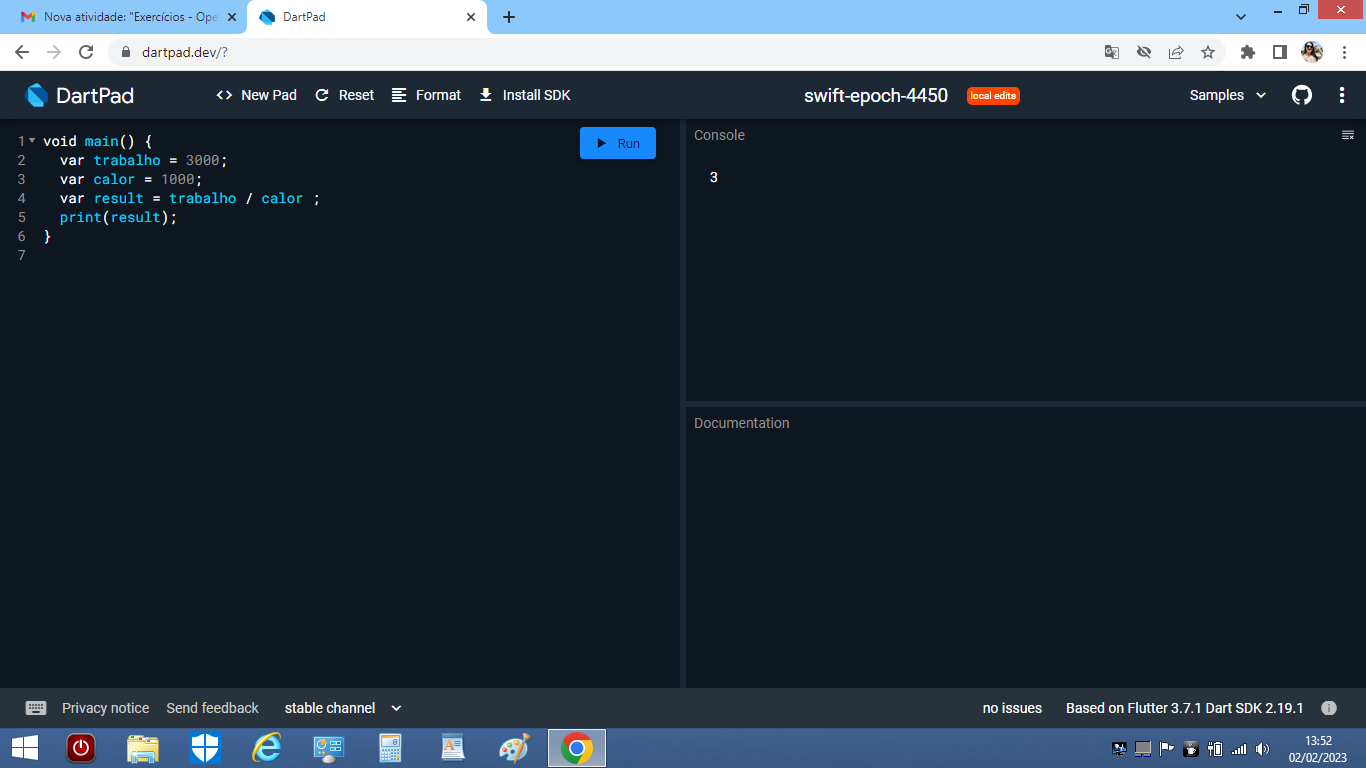 Nova atividade: "Exercícios - Ope
DartPad
dartpad.dev/?
DartPad
<> New Pad
Reset
Format
Install SDK
swift-epoch-4450
local edits
Samples
1 void main() {
2 var trabalho = 3000;
3 var calor = 1000;
4 var result = trabalho / calor ;
5 print(result);
6 }
7
Run
Console
3
Documentation
Privacy notice
Send feedback
stable channel
no issues
Based on Flutter 3.7.1 Dart SDK 2.19.1
13:52
02/02/2023